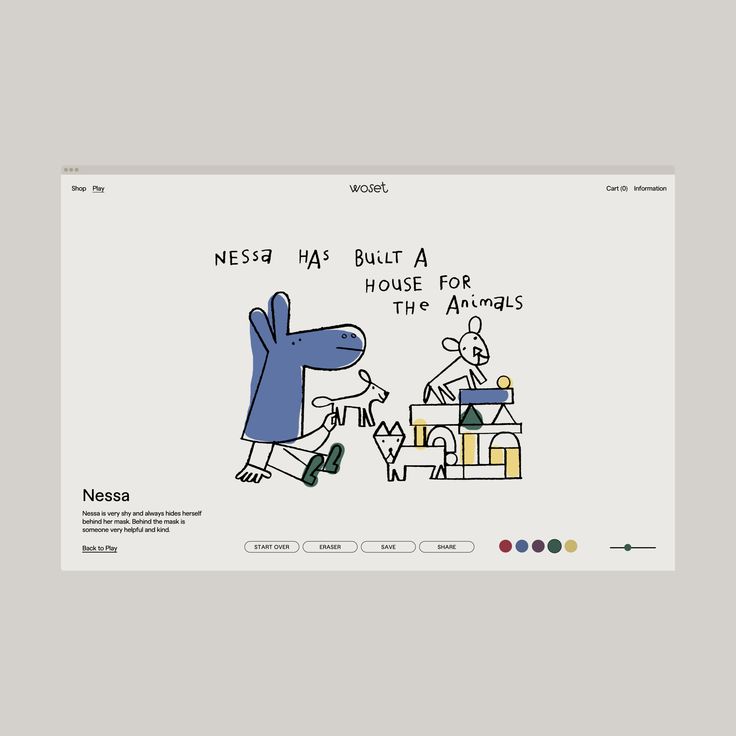 Shop Play woset Cart (0) Information
NESSa HAs BUiLT A
HOUSE FOR
THe AnimaLS
Nessa
Nessa is very shy and always hides herself
behind her mask. Behind the mask is
someone very helpful and kind.
Back to Play
START OVER ERASER SAVE SHARE